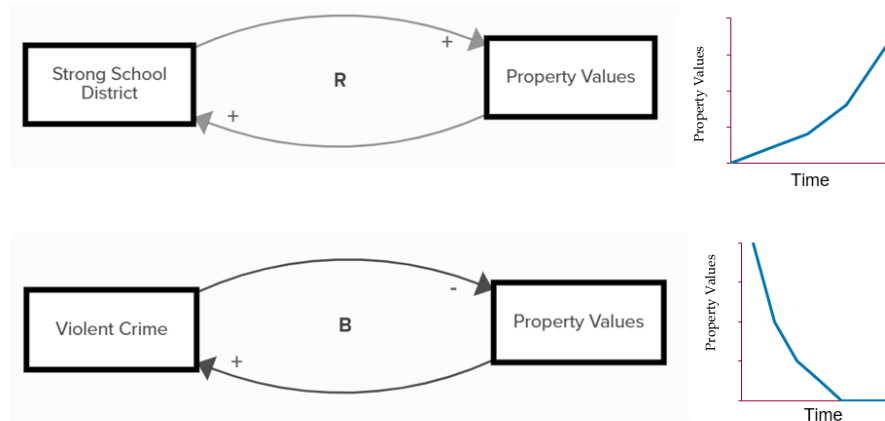 Strong School
District
+
R
+
Property Values
Property Values
Time
Violent Crime
-
B
+
Property Values
Property Values
Time